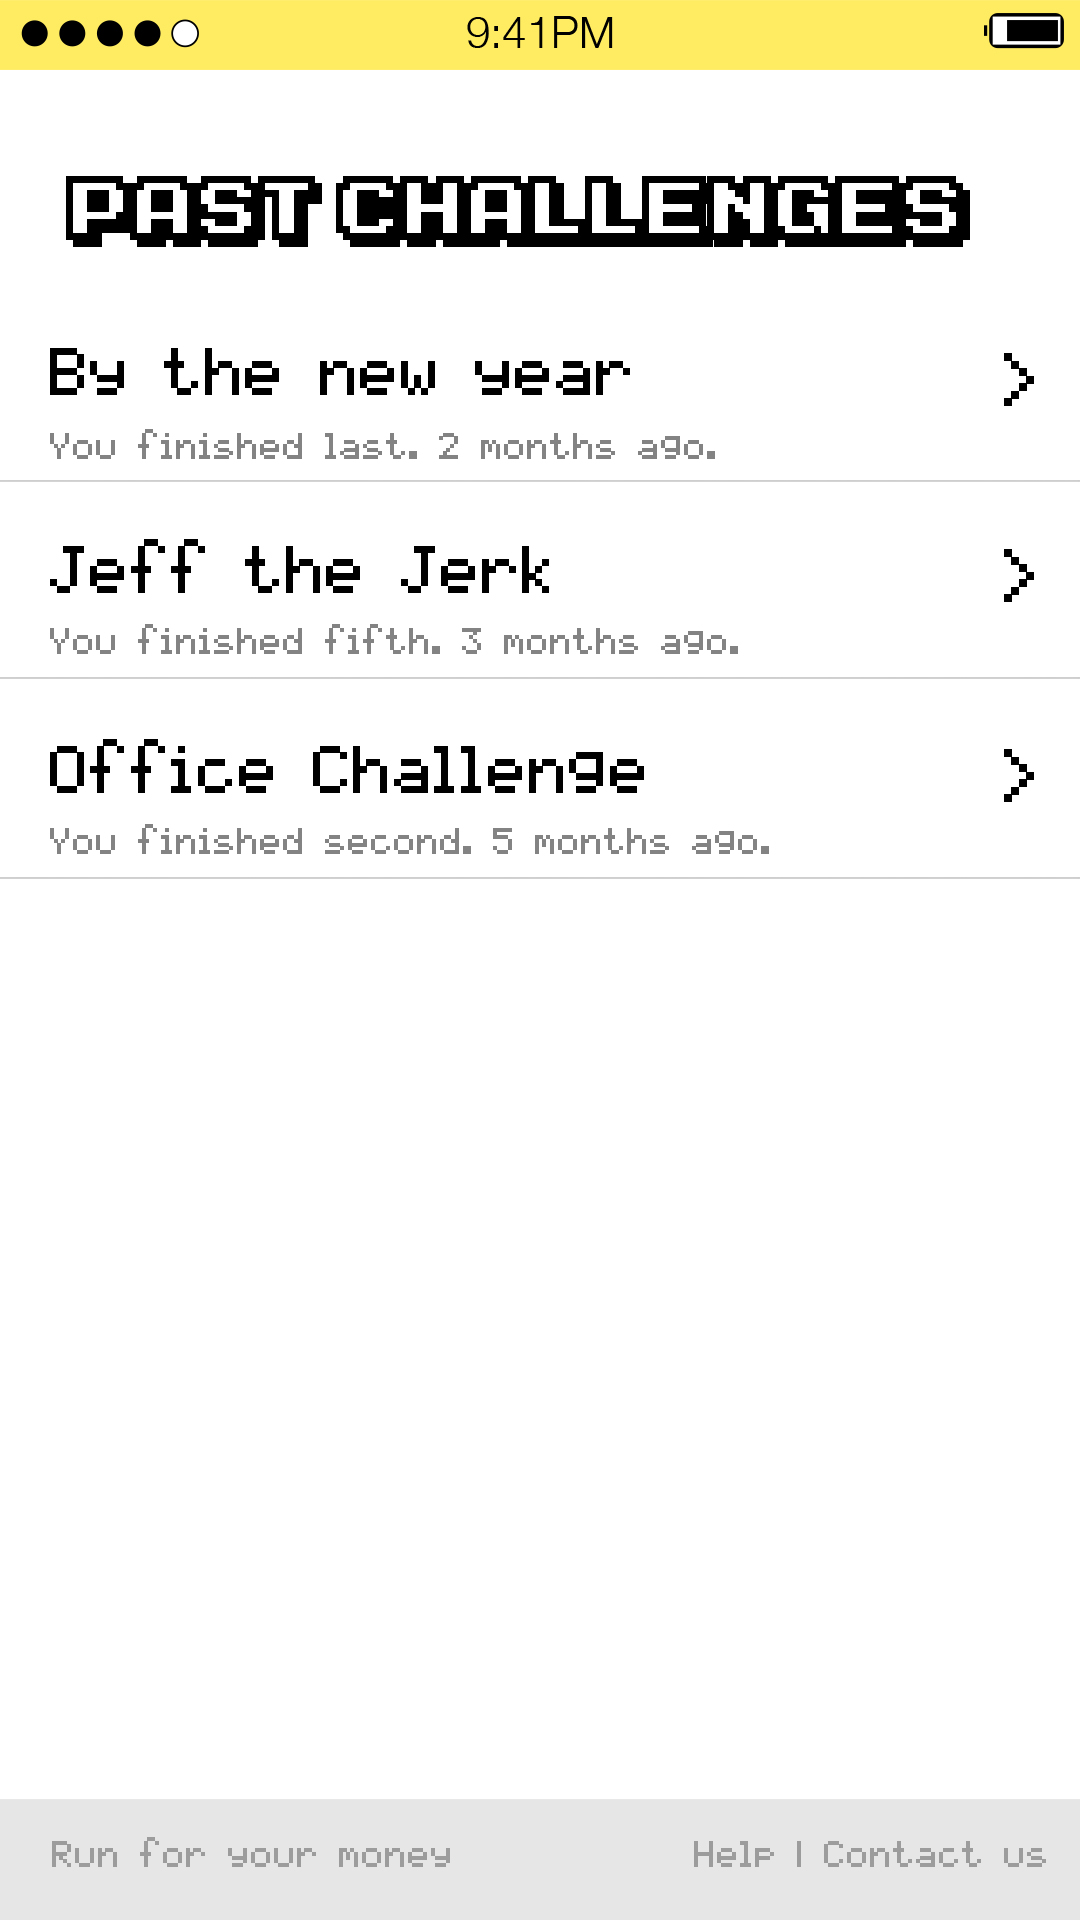 9:41PM
PAST CHALLENGES
By the new year
You finished last. 2 months ago.
Jeff the Jerk
You finished fifth. 3 months ago.
Office Challenge
You finished second. 5 months ago.
Run for your money
Help | Contact us